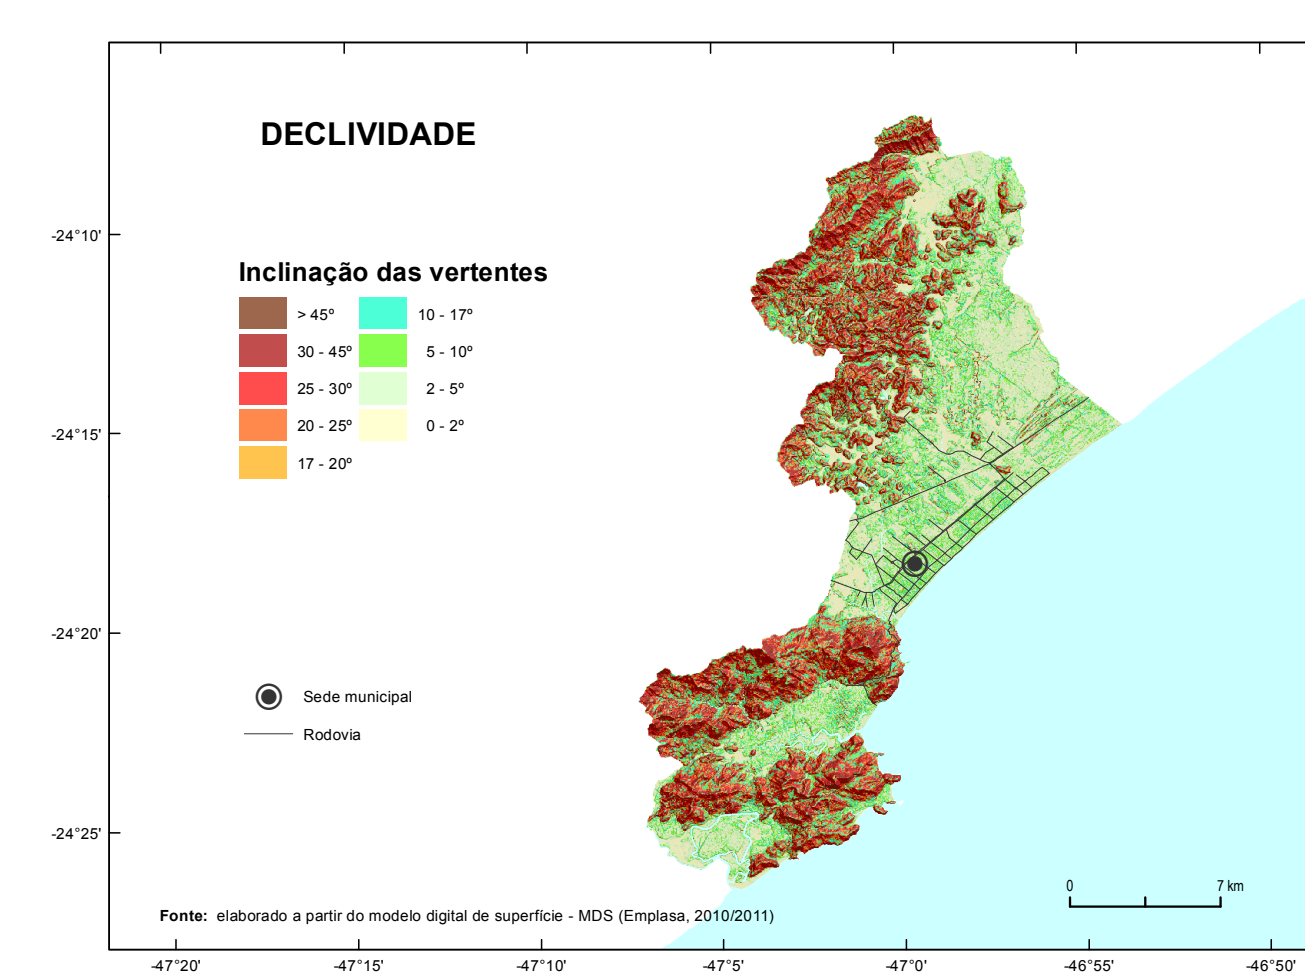 DECLIVIDADE
-24°10'
Inclinação das vertentes
> 45º 10 - 17º
30 - 45º 5 - 10º
25 - 30º 2 - 5º
20 - 25º 0 - 2º
17 - 20º
-24°15'
-24°20'
Sede municipal
Rodovia
-24°25'
0 7 km
Fonte: elaborado a partir do modelo digital de superfície - MDS (Emplasa, 2010/2011)
-47°20' -47°15' -47°10' -47°5' -47°0' -46°55' -46°50'